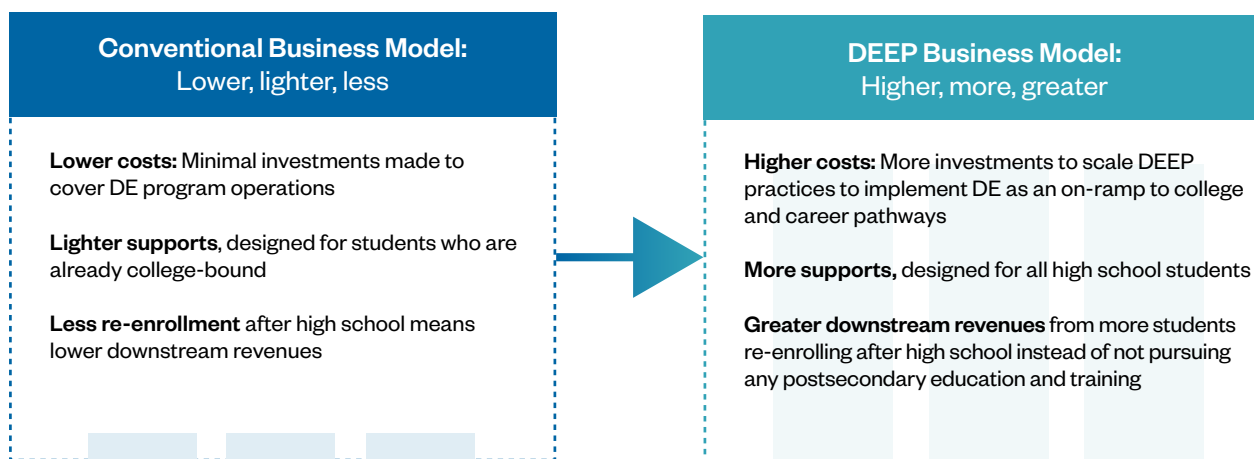 Conventional Business Model:
Lower, lighter, less
Lower costs: Minimal investments made to
cover DE program operations
Lighter supports, designed for students who are
already college-bound
Less re-enrollment after high school means
lower downstream revenues
DEEP Business Model:
Higher, more, greater
Higher costs: More investments to scale DEEP
practices to implement DE as an on-ramp to college
and career pathways
More supports, designed for all high school students
Greater downstream revenues from more students
re-enrolling after high school instead of not pursuing
any postsecondary education and training